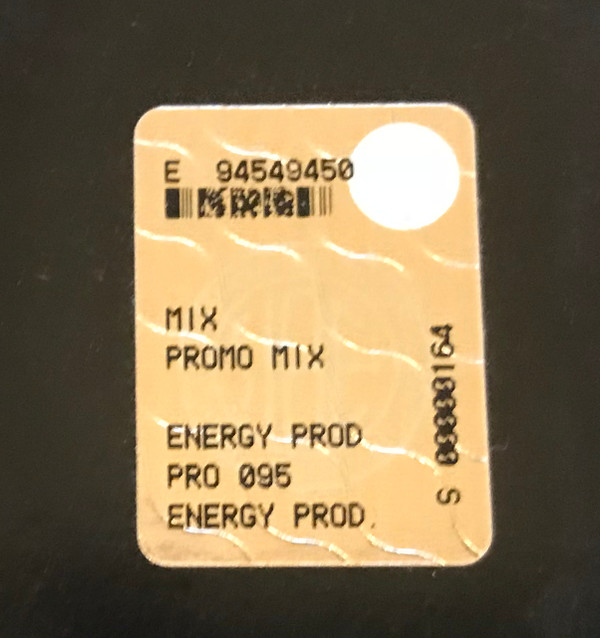 E 94549450
MIX
PROMO MIX
ENERGY PROD
PRO 095
ENERGY PROD.
S 00000164